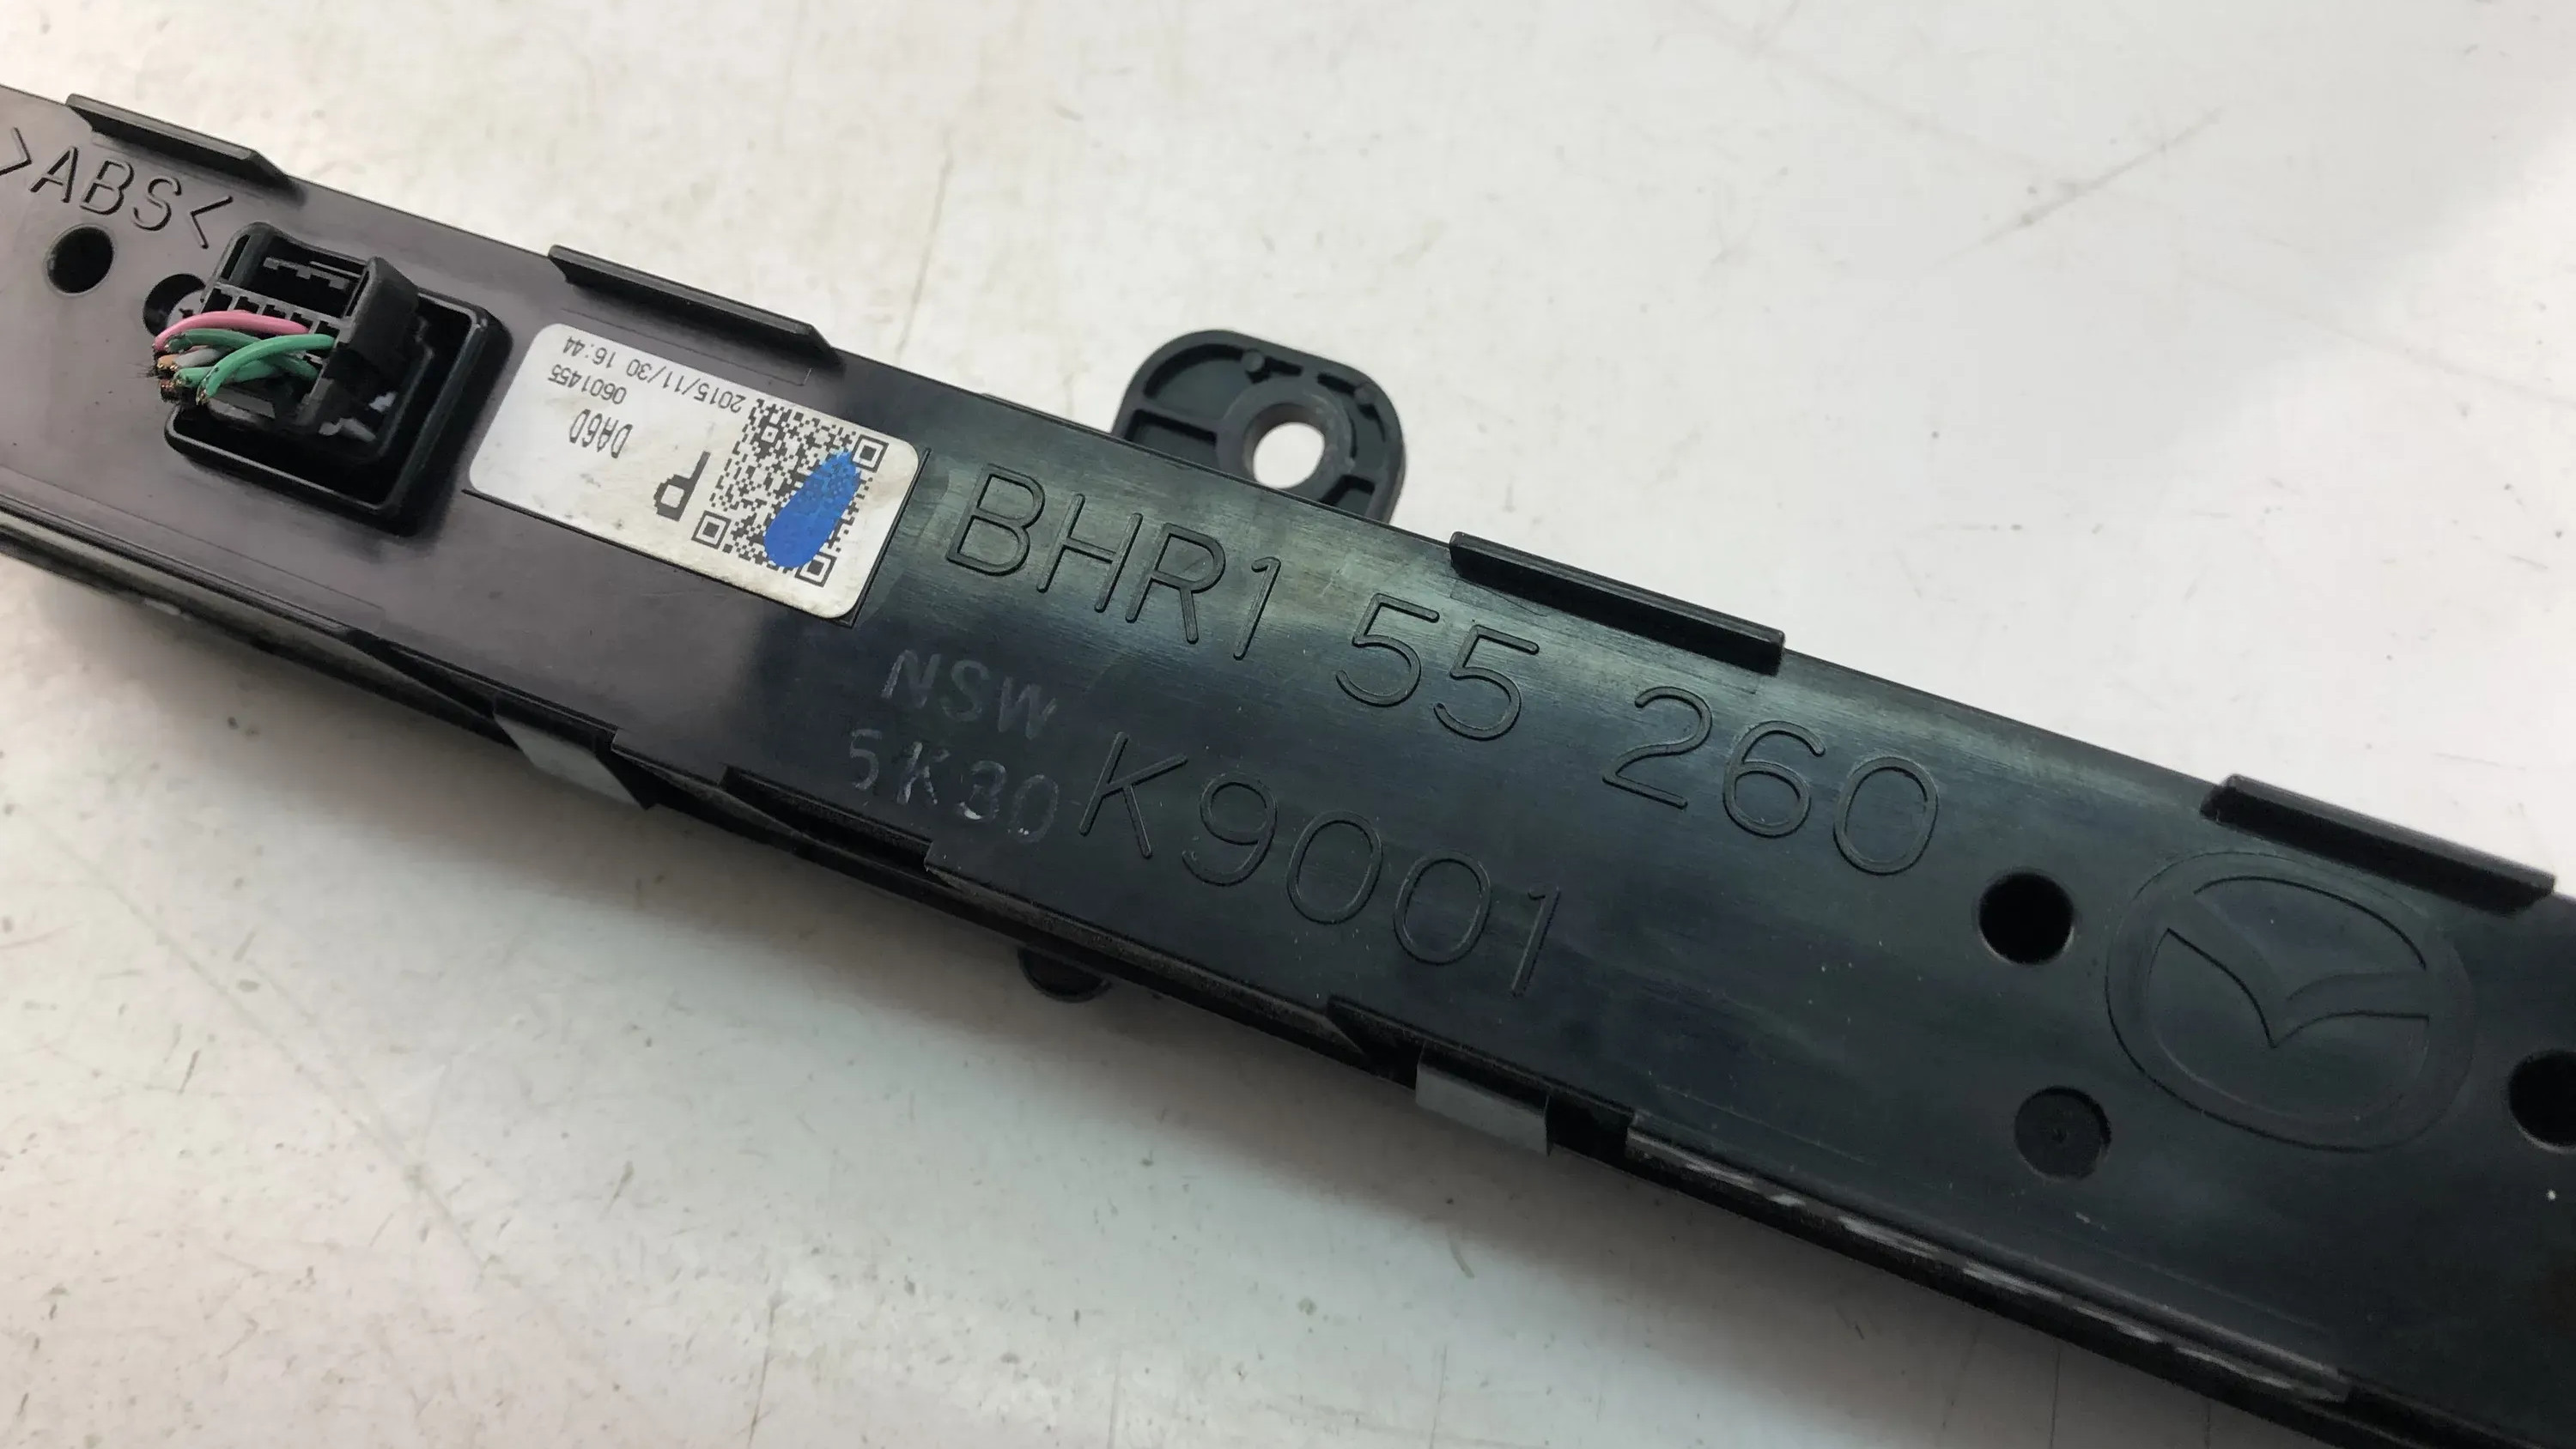 >ABS<
2015/11/30 16:44
0601455
DA6D
P
BHR1 55 260
K9001
NSW
5K30